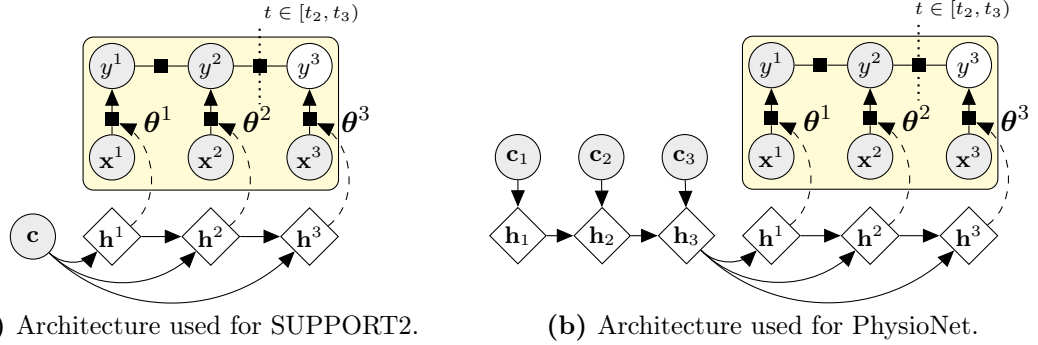 t ∈ [t₂, t₃)
y¹ y² y³
θ¹ θ² θ³
x¹ x² x³
c h¹ h² h³
) Architecture used for SUPPORT2.
t ∈ [t₂, t₃)
y¹ y² y³
θ¹ θ² θ³
c₁ c₂ c₃ x¹ x² x³
h₁ h₂ h₃ h¹ h² h³
(b) Architecture used for PhysioNet.